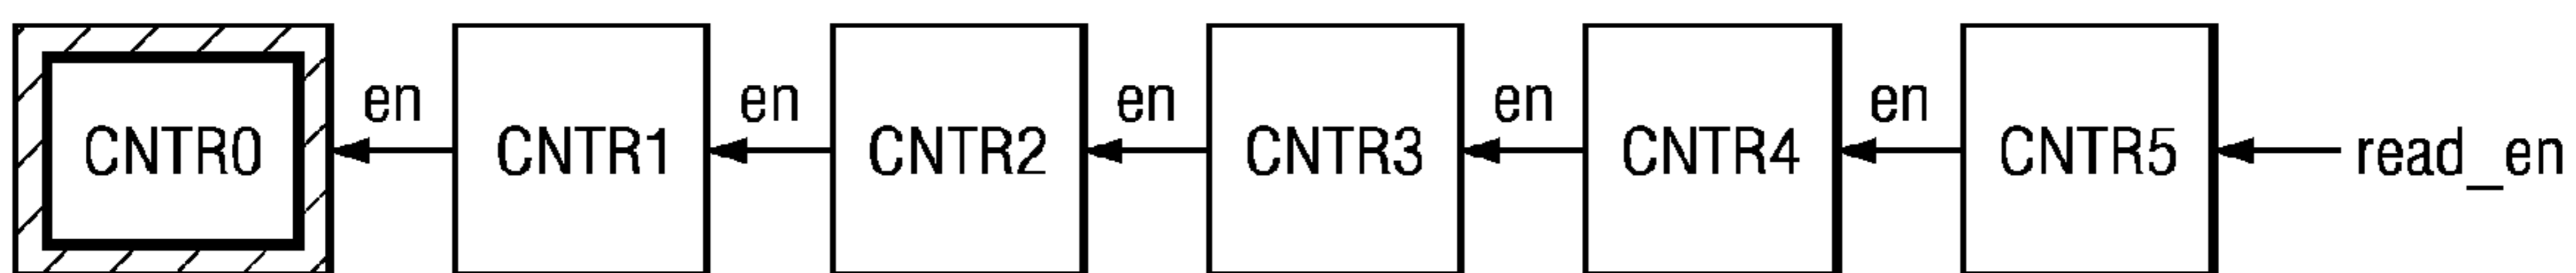 en en en en en
CNTR0 CNTR1 CNTR2 CNTR3 CNTR4 CNTR5 read_en